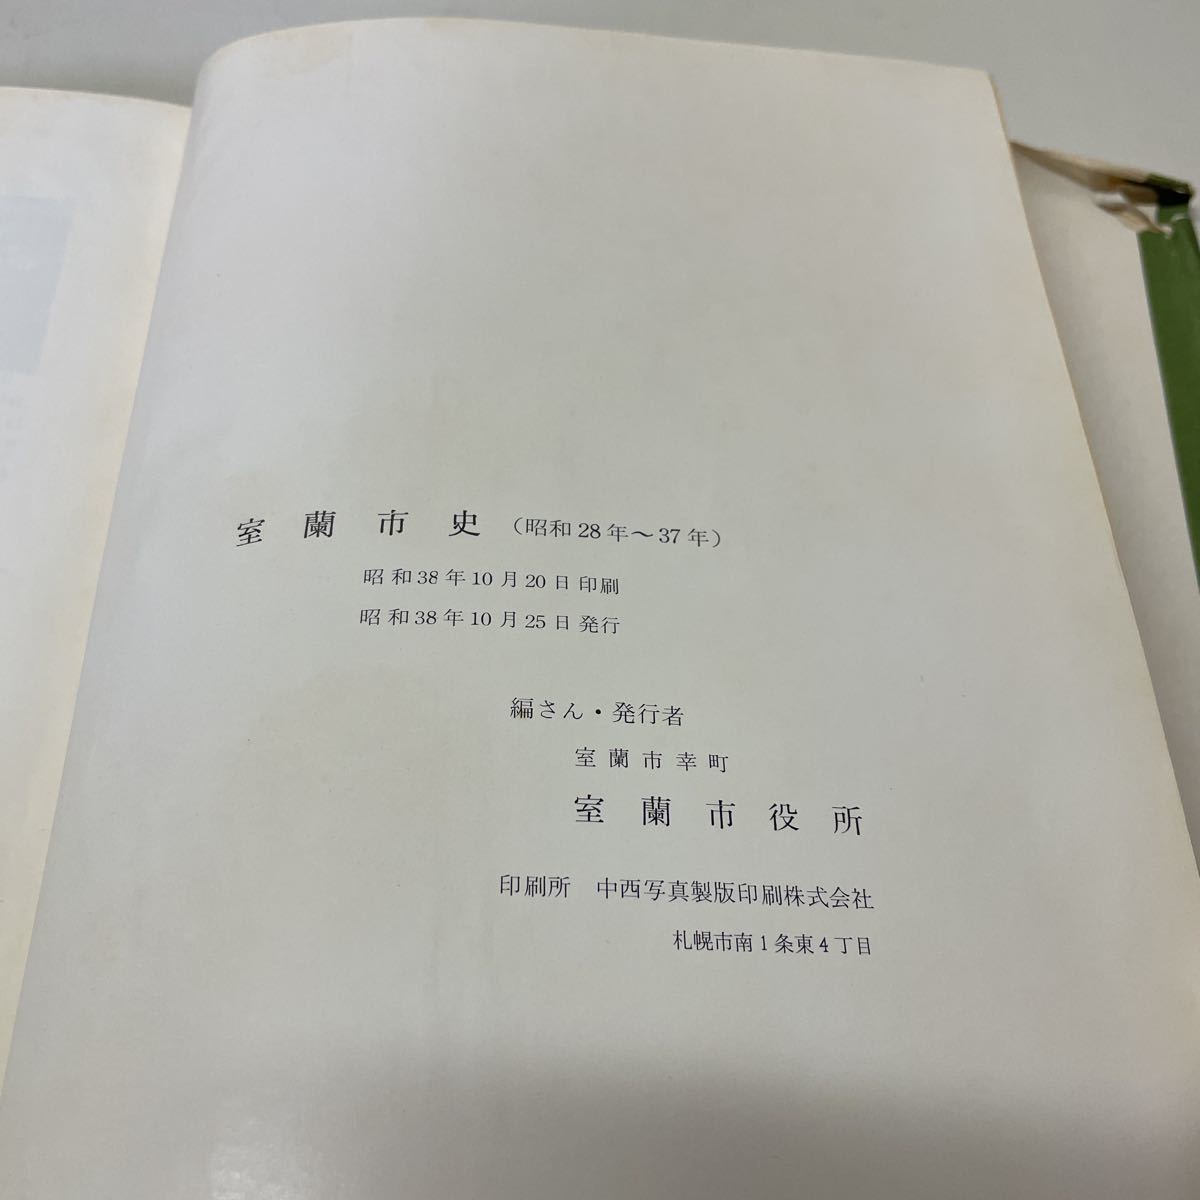 室蘭市史（昭和28年～37年）
昭和38年10月20日印刷
昭和38年10月25日発行
編さん・発行者
室蘭市幸町
室蘭市役所
印刷所　中西写真製版印刷株式会社
札幌市南1条東4丁目